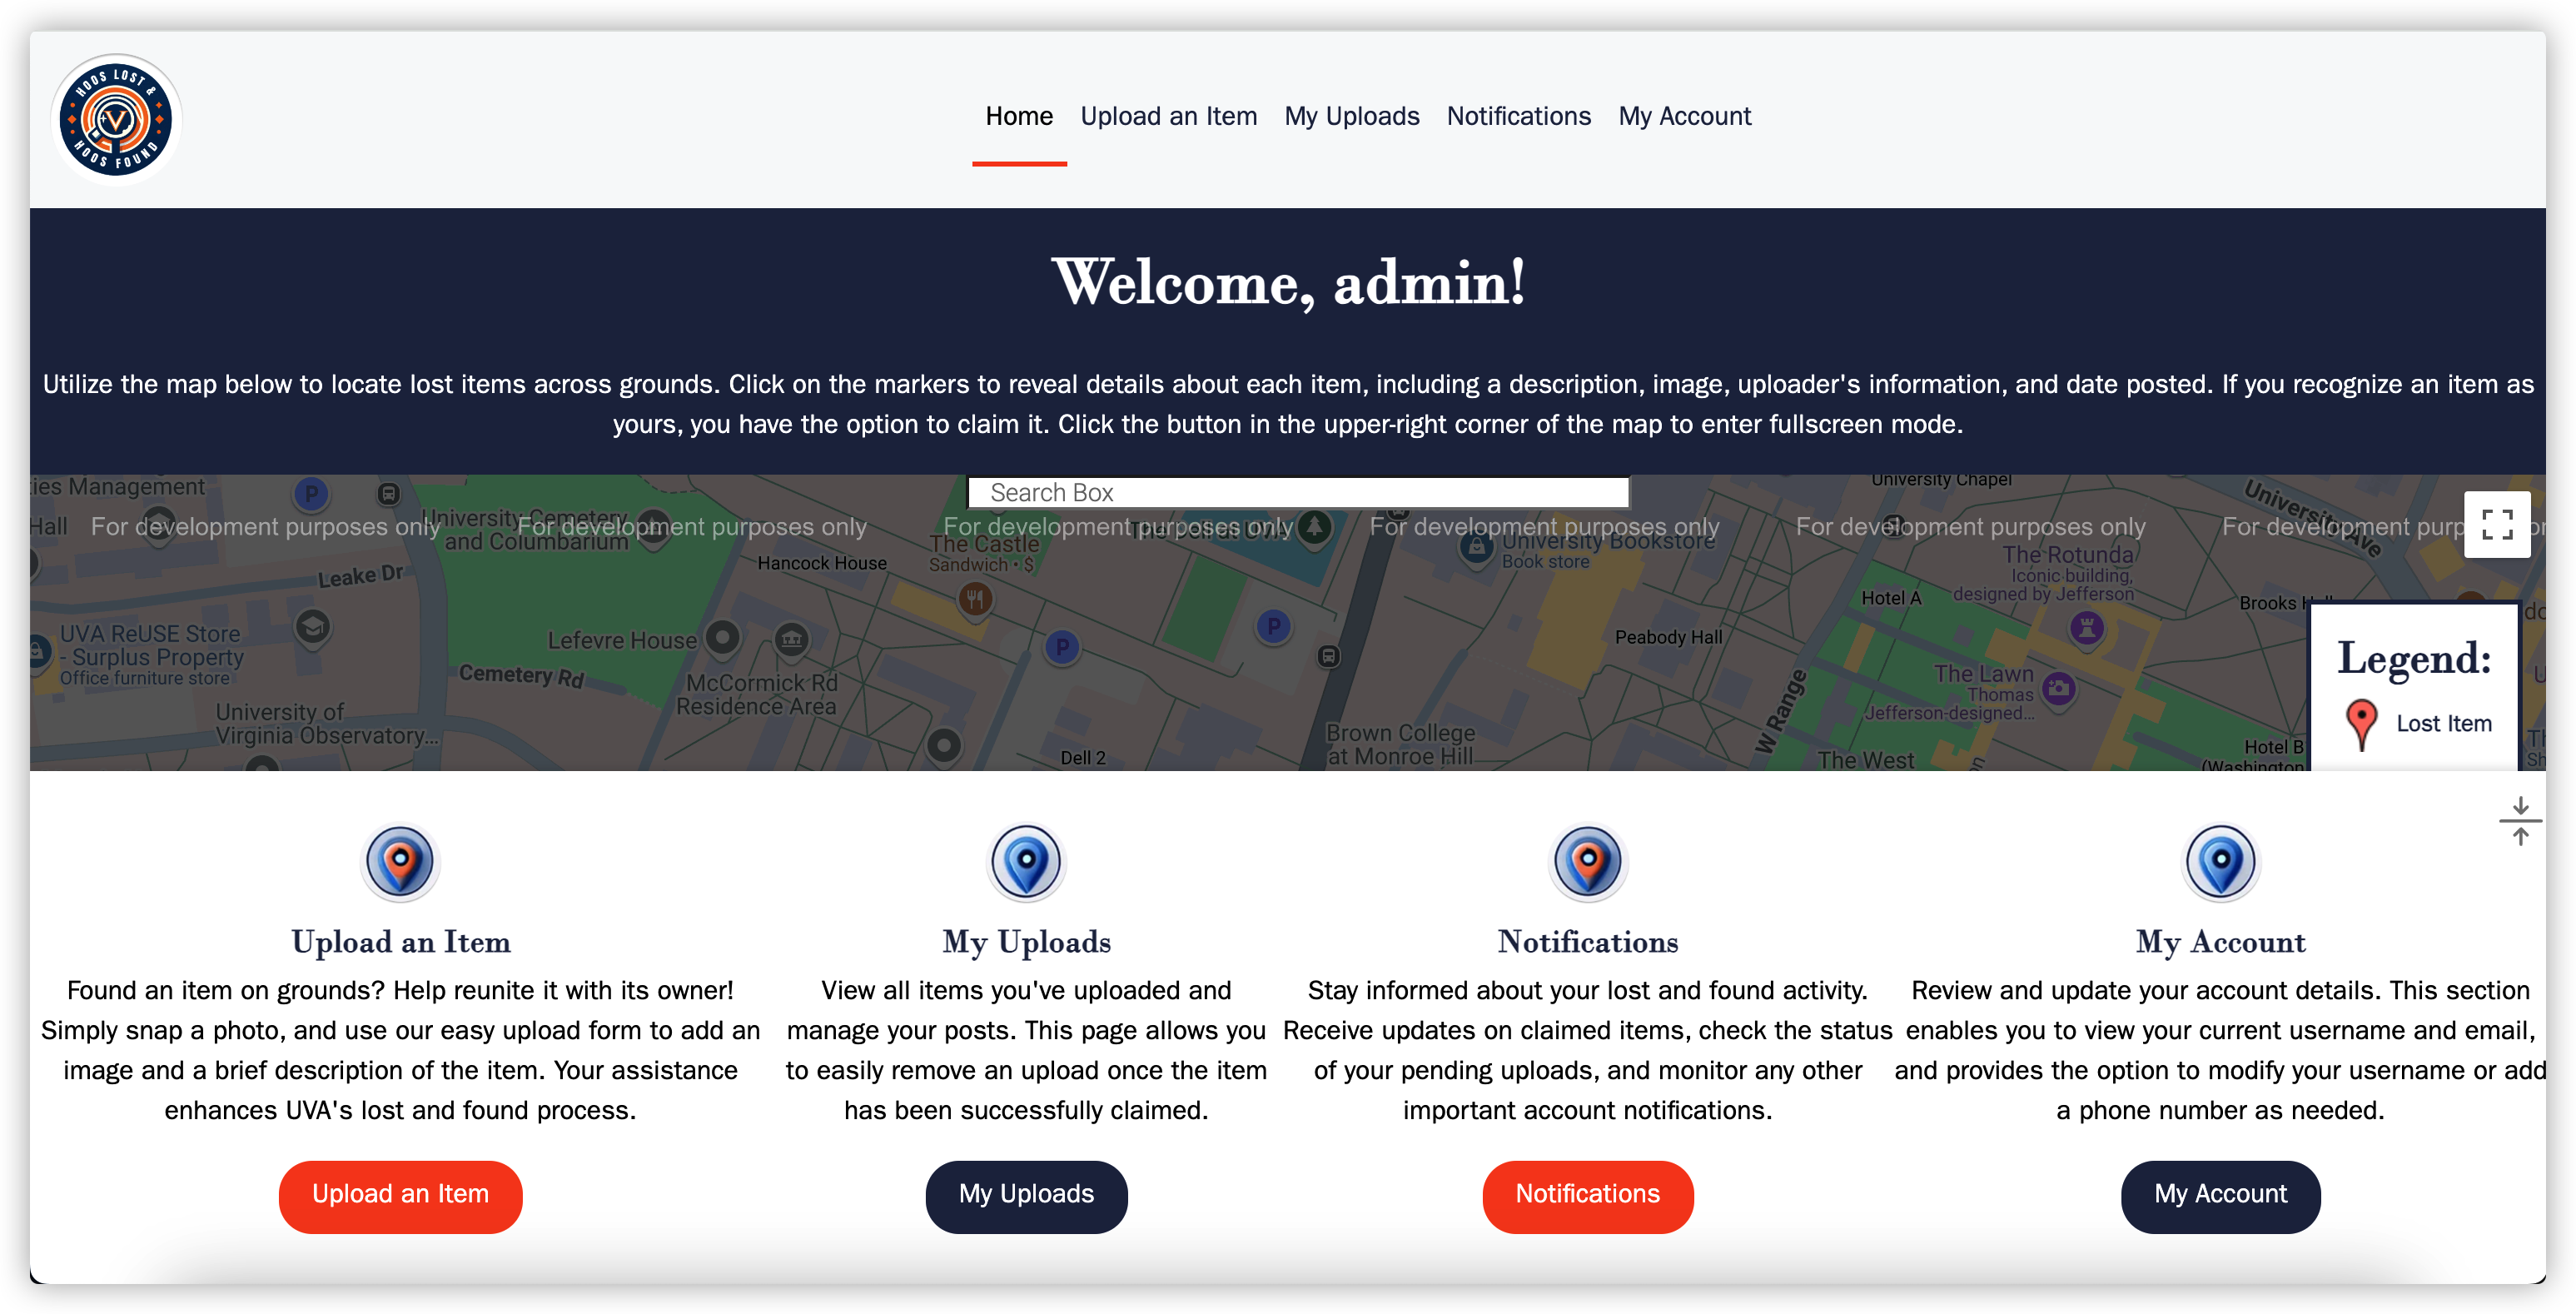 HOOS LOST &
HOOS FOUND
V
Home
Upload an Item
My Uploads
Notifications
My Account
Welcome, admin!
Utilize the map below to locate lost items across grounds. Click on the markers to reveal details about each item, including a description, image, uploader's information, and date posted. If you recognize an item as
yours, you have the option to claim it. Click the button in the upper-right corner of the map to enter fullscreen mode.
Search Box
ties Management
Hall
For development purposes only
For development purposes only
For development purposes only
For development purposes only
For development purposes only
For development purp
University Cemetery
and Columbarium
University Chapel
University Ave
The Castle
Sandwich • $
University Bookstore
Book store
The Rotunda
Iconic building,
designed by Jefferson
Hancock House
Leake Dr
Hotel A
Brooks
P
P
P
UVA ReUSE Store
- Surplus Property
Office furniture store
Lefevre House
Peabody Hall
Cemetery Rd
McCormick Rd
Residence Area
The Lawn
Thomas
Jefferson-designed...
W Range
University of
Virginia Observatory...
Brown College
at Monroe Hill
Dell 2
The West
Hotel B
(Washington
Legend:
Lost Item
Upload an Item
Found an item on grounds? Help reunite it with its owner!
Simply snap a photo, and use our easy upload form to add an
image and a brief description of the item. Your assistance
enhances UVA's lost and found process.
Upload an Item
My Uploads
View all items you've uploaded and
manage your posts. This page allows you
to easily remove an upload once the item
has been successfully claimed.
My Uploads
Notifications
Stay informed about your lost and found activity.
Receive updates on claimed items, check the status
of your pending uploads, and monitor any other
important account notifications.
Notifications
My Account
Review and update your account details. This section
enables you to view your current username and email,
and provides the option to modify your username or add
a phone number as needed.
My Account